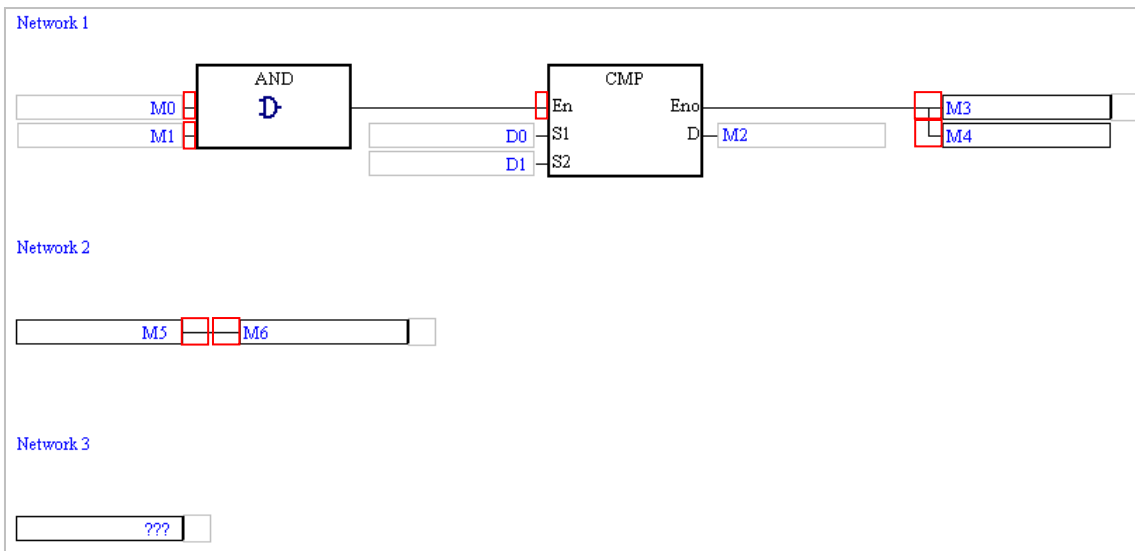 Network 1
AND CMP
M0 En Eno M3
M1 D0 S1 D M2 M4
D1 S2
Network 2
M5 M6
Network 3
???